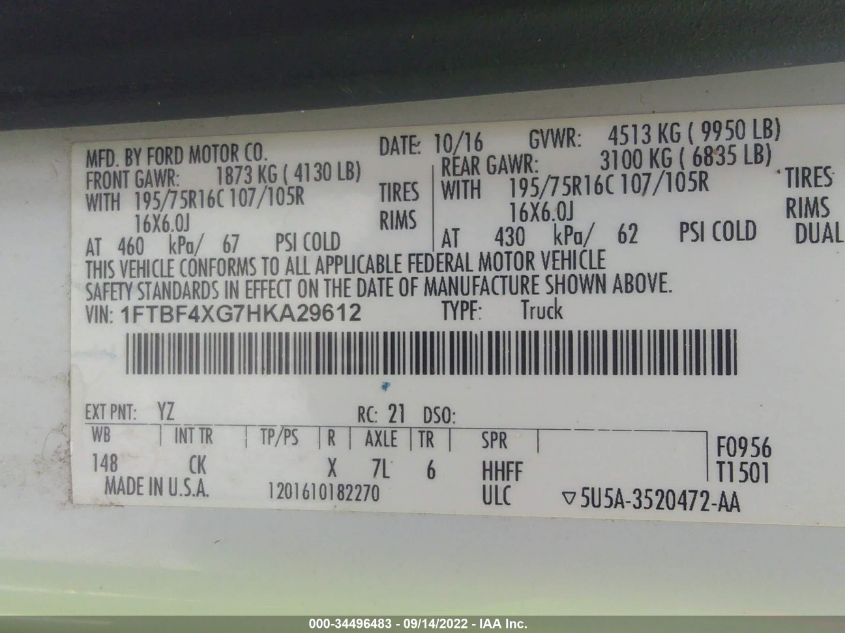 MFD. BY FORD MOTOR CO. DATE: 10/16 GVWR: 4513 KG ( 9950 LB)
FRONT GAWR: 1873 KG ( 4130 LB) REAR GAWR: 3100 KG ( 6835 LB)
WITH 195/75R16C 107/105R TIRES WITH 195/75R16C 107/105R TIRES
16X6.0J RIMS 16X6.0J RIMS
AT 460 kPa/ 67 PSI COLD AT 430 kPa/ 62 PSI COLD DUAL
THIS VEHICLE CONFORMS TO ALL APPLICABLE FEDERAL MOTOR VEHICLE
SAFETY STANDARDS IN EFFECT ON THE DATE OF MANUFACTURE SHOWN ABOVE.
VIN: 1FTBF4XG7HKA29612 TYPE: Truck
EXT PNT: YZ RC: 21 DSO:
WB INT TR TP/PS R AXLE TR SPR F0956
148 CK X 7L 6 HHFF T1501
MADE IN U.S.A. 1201610182270 ULC ▽5U5A-3520472-AA
000-34496483 - 09/14/2022 - IAA Inc.